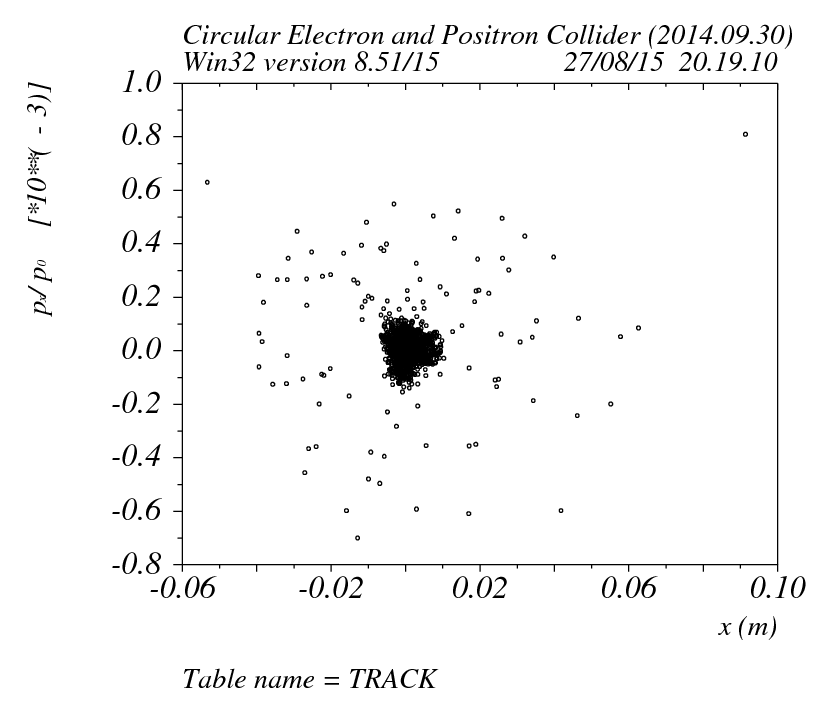 Circular Electron and Positron Collider (2014.09.30)
Win32 version 8.51/15 27/08/15 20.19.10
px/ p0 [*10**( - 3)]
1.0
0.8
0.6
0.4
0.2
0.0
-0.2
-0.4
-0.6
-0.8
-0.06 -0.02 0.02 0.06 0.10
x (m)
Table name = TRACK